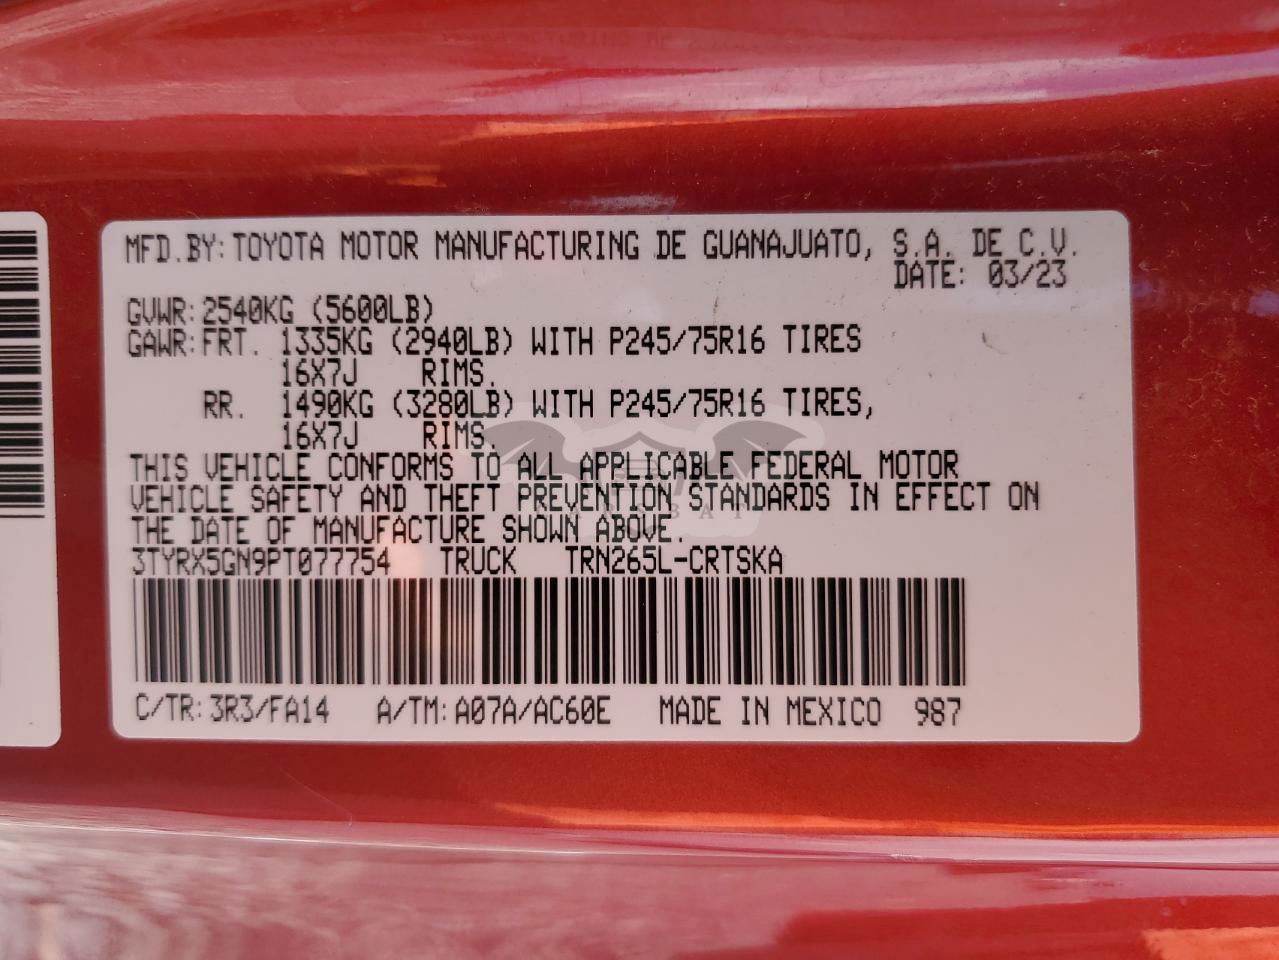 MFD.BY: TOYOTA MOTOR MANUFACTURING DE GUANAJUATO, S.A. DE C.V.
DATE: 03/23
GVWR: 2540KG (5600LB)
GAWR: FRT. 1335KG (2940LB) WITH P245/75R16 TIRES
16X7J RIMS.
RR. 1490KG (3280LB) WITH P245/75R16 TIRES,
16X7J RIMS.
THIS VEHICLE CONFORMS TO ALL APPLICABLE FEDERAL MOTOR
VEHICLE SAFETY AND THEFT PREVENTION STANDARDS IN EFFECT ON
THE DATE OF MANUFACTURE SHOWN ABOVE.
3TYRX5GN9PT077754 TRUCK TRN265L-CRTSKA
C/TR: 3R3/FA14 A/TM: A07A/AC60E MADE IN MEXICO 987